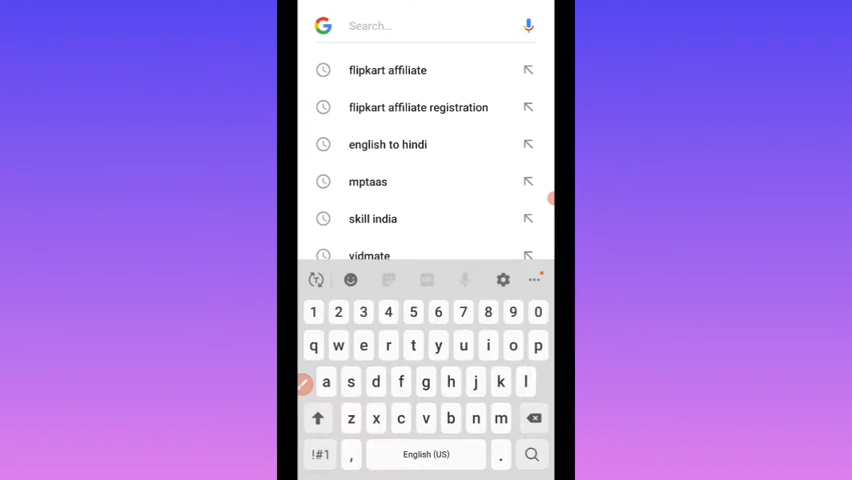 Search...
flipkart affiliate
flipkart affiliate registration
english to hindi
mptaas
skill india
vidmate
1 2 3 4 5 6 7 8 9 0
q w e r t y u i o p
a s d f g h j k l
z x c v b n m
!#1 , English (US) .